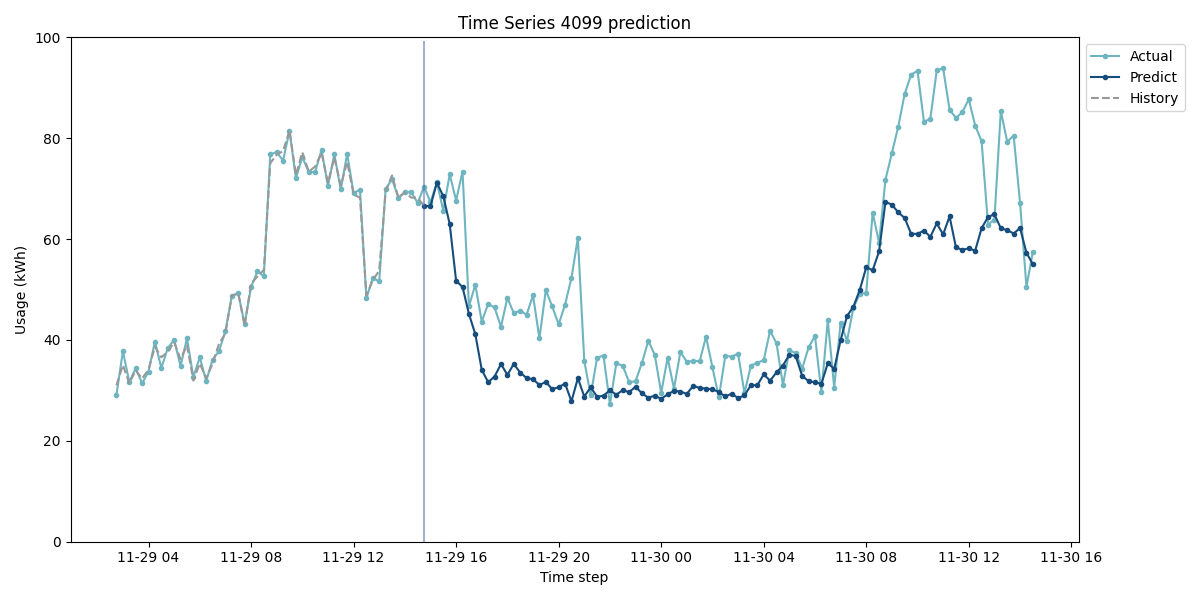 Time Series 4099 prediction
100
80
60
40
20
0
Usage (kWh)
11-29 04
11-29 08
11-29 12
11-29 16
11-29 20
11-30 00
11-30 04
11-30 08
11-30 12
11-30 16
Time step
Actual
Predict
History